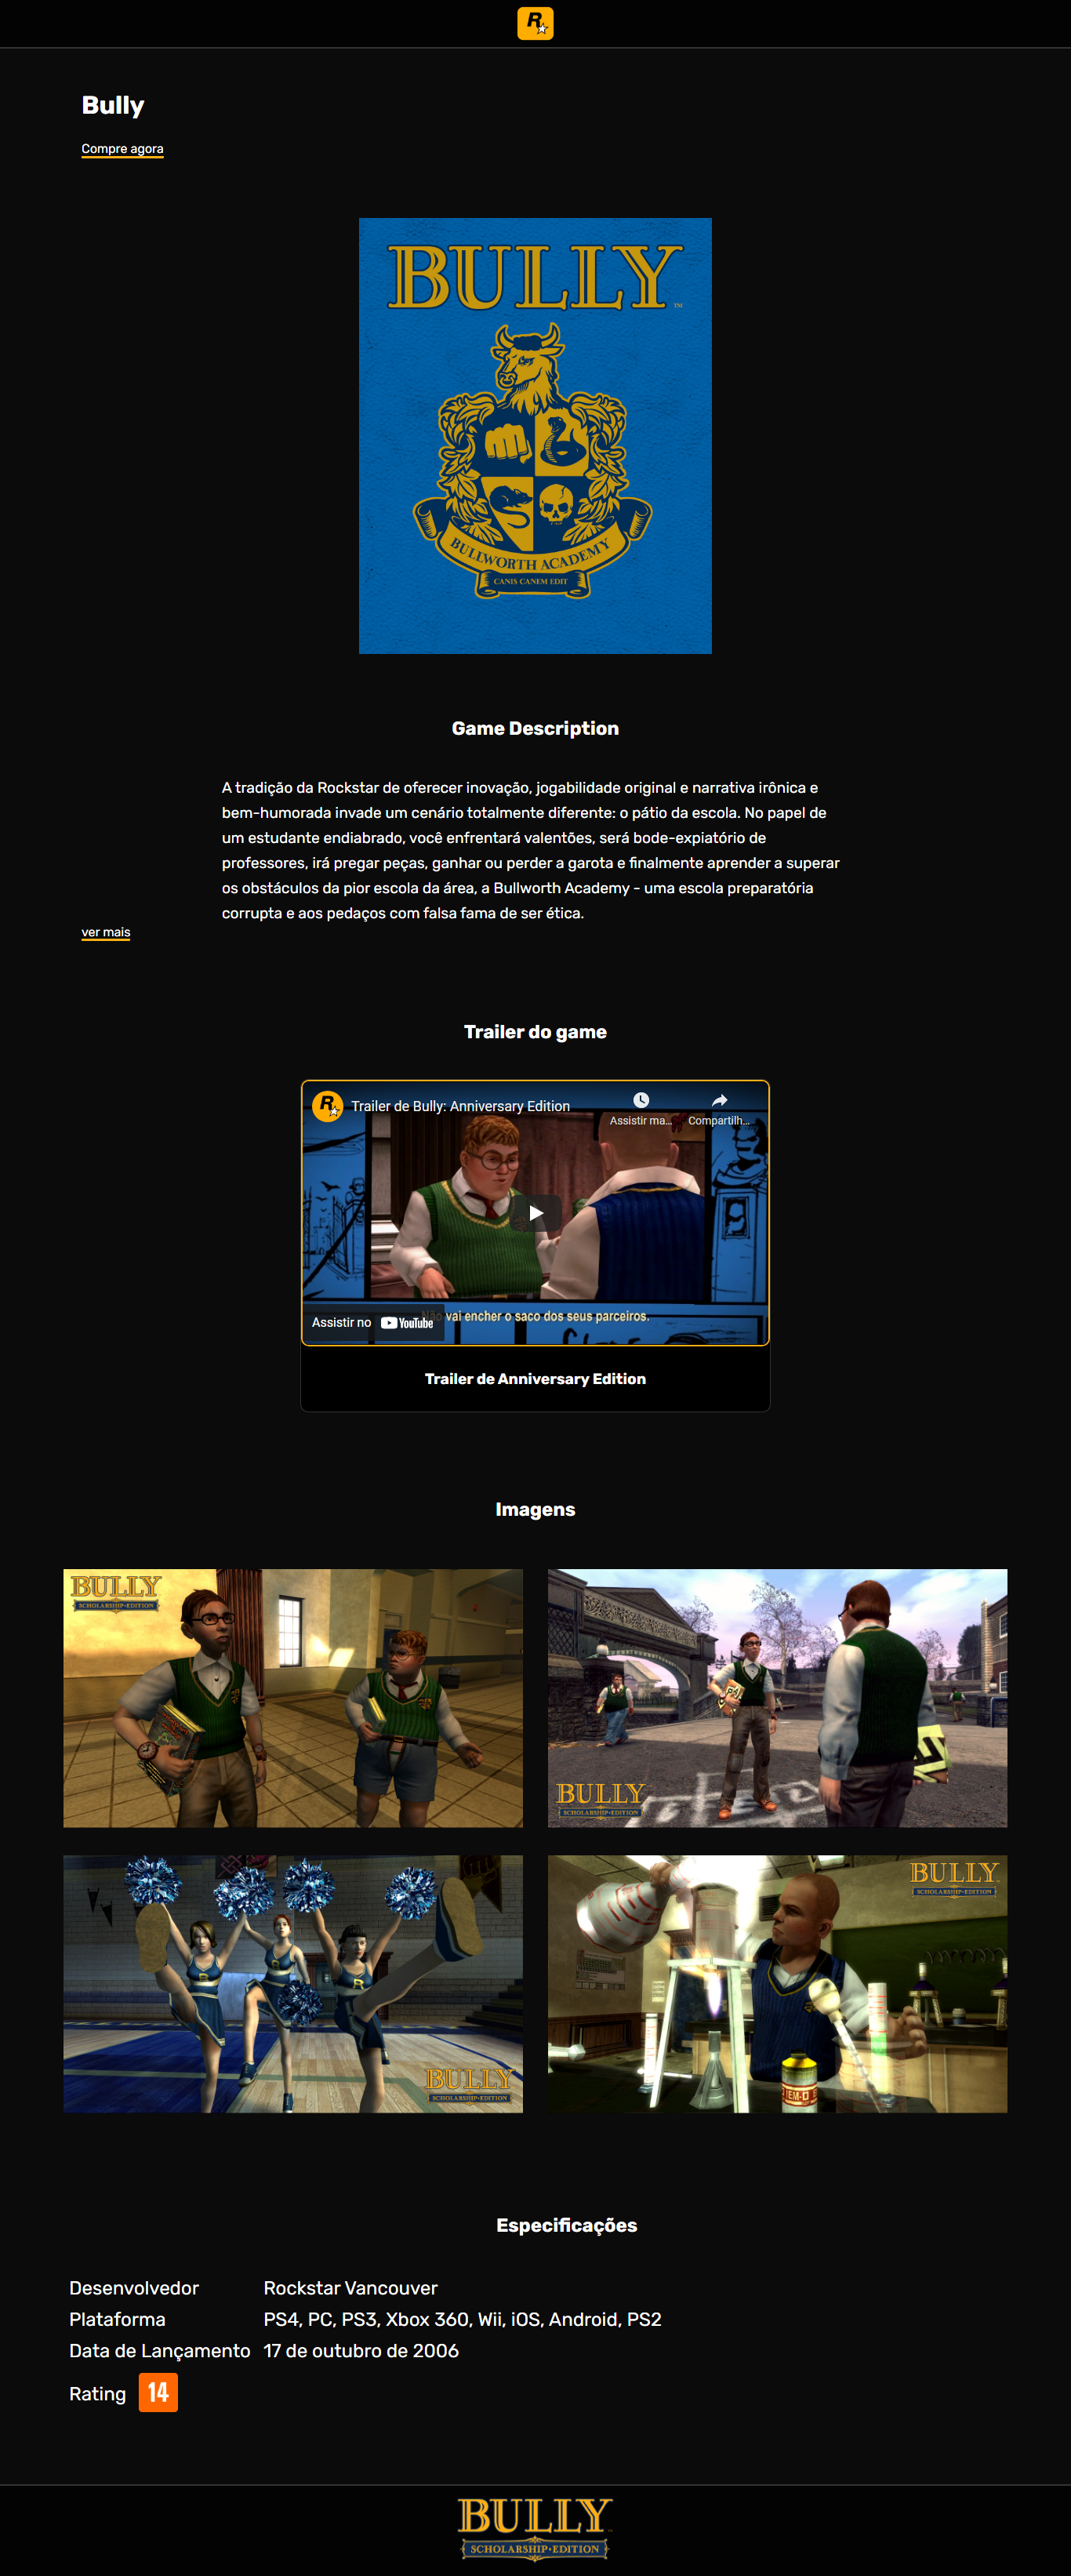 R
Bully
Compre agora
BULLY
™
BULLWORTH ACADEMY
CANIS CANEM EDIT
Game Description
A tradição da Rockstar de oferecer inovação, jogabilidade original e narrativa irônica e
bem-humorada invade um cenário totalmente diferente: o pátio da escola. No papel de
um estudante endiabrado, você enfrentará valentões, será bode-expiatório de
professores, irá pregar peças, ganhar ou perder a garota e finalmente aprender a superar
os obstáculos da pior escola da área, a Bullworth Academy - uma escola preparatória
corrupta e aos pedaços com falsa fama de ser ética.
ver mais
Trailer do game
R
Trailer de Bully: Anniversary Edition
Assistir ma...
Compartilh...
Não vai encher o saco dos seus parceiros.
Assistir no YouTube
Trailer de Anniversary Edition
Imagens
BULLY
SCHOLARSHIP·EDITION
BULLY
SCHOLARSHIP·EDITION
BULLY
SCHOLARSHIP·EDITION
BULLY
SCHOLARSHIP·EDITION
Especificações
Desenvolvedor Rockstar Vancouver
Plataforma PS4, PC, PS3, Xbox 360, Wii, iOS, Android, PS2
Data de Lançamento 17 de outubro de 2006
Rating 14
BULLY
SCHOLARSHIP·EDITION